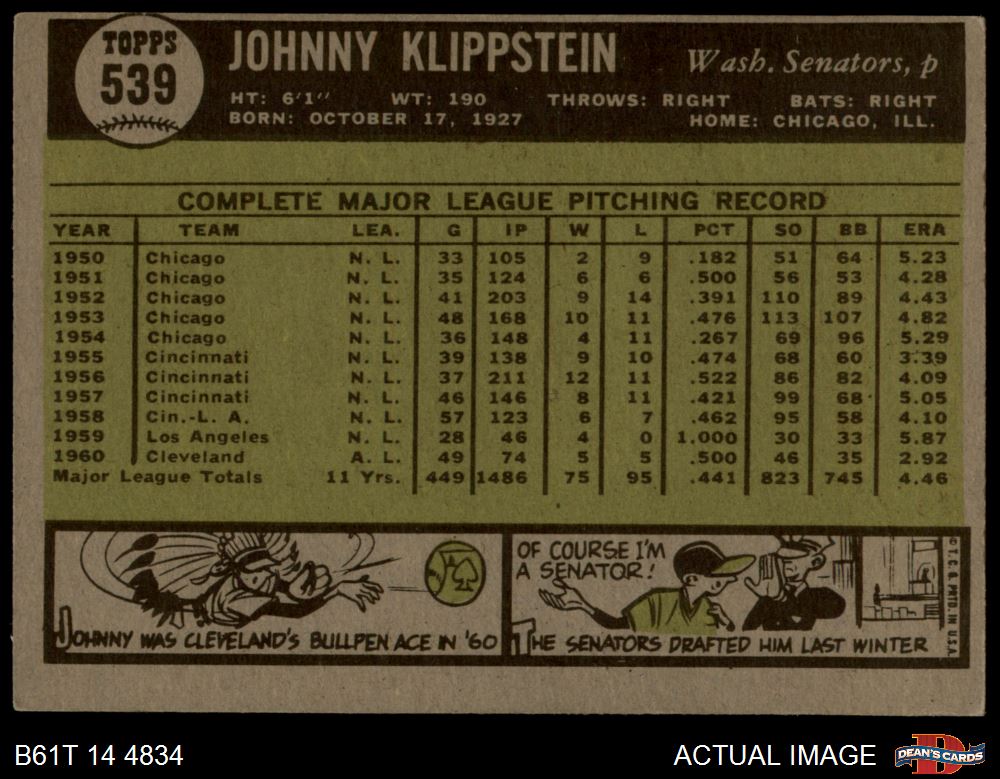 TOPPS
539
JOHNNY KLIPPSTEIN
Wash. Senators, p
HT: 6'1" WT: 190 THROWS: RIGHT BATS: RIGHT
BORN: OCTOBER 17, 1927 HOME: CHICAGO, ILL.
COMPLETE MAJOR LEAGUE PITCHING RECORD
YEAR TEAM LEA. G IP W L PCT SO BB ERA
1950 Chicago N. L. 33 105 2 9 .182 51 64 5.23
1951 Chicago N. L. 35 124 6 6 .500 56 53 4.28
1952 Chicago N. L. 41 203 9 14 .391 110 89 4.43
1953 Chicago N. L. 48 168 10 11 .476 113 107 4.82
1954 Chicago N. L. 36 148 4 11 .267 69 96 5.29
1955 Cincinnati N. L. 39 138 9 10 .474 68 60 3.39
1956 Cincinnati N. L. 37 211 12 11 .522 86 82 4.09
1957 Cincinnati N. L. 46 146 8 11 .421 99 68 5.05
1958 Cin.-L. A. N. L. 57 123 6 7 .462 95 58 4.10
1959 Los Angeles N. L. 28 46 4 0 1.000 30 33 5.87
1960 Cleveland A. L. 49 74 5 5 .500 46 35 2.92
Major League Totals 11 Yrs. 449 1486 75 95 .441 823 745 4.46
OF COURSE I'M
A SENATOR!
JOHNNY WAS CLEVELAND'S BULLPEN ACE IN '60
THE SENATORS DRAFTED HIM LAST WINTER
© T. C. G. PRTD. IN U.S.A.
B61T 14 4834
ACTUAL IMAGE
DEAN'S CARDS